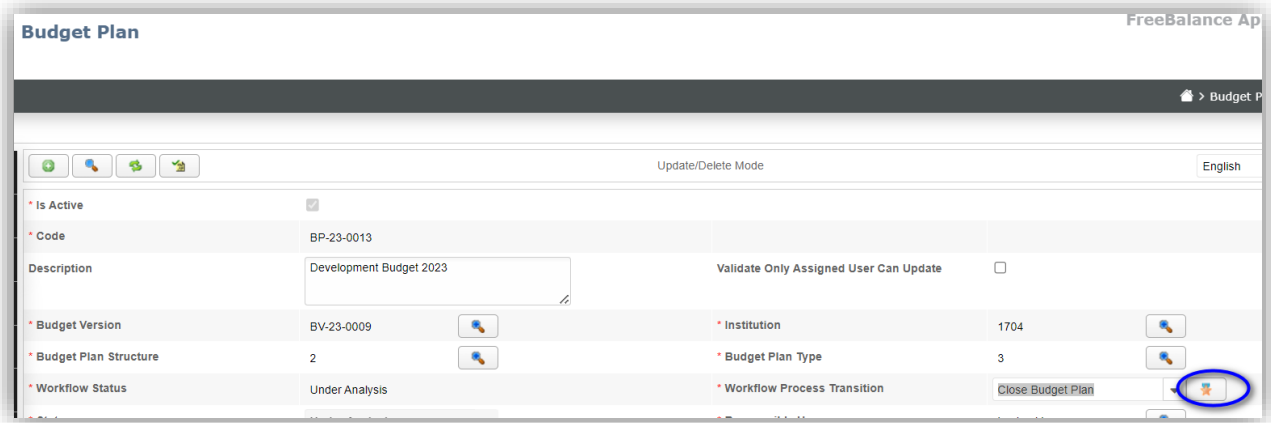 FreeBalance Ap
Budget Plan
> Budget P
Update/Delete Mode
English
* Is Active
* Code
BP-23-0013
Description
Development Budget 2023
Validate Only Assigned User Can Update
* Budget Version
BV-23-0009
* Institution
1704
* Budget Plan Structure
2
* Budget Plan Type
3
* Workflow Status
Under Analysis
* Workflow Process Transition
Close Budget Plan